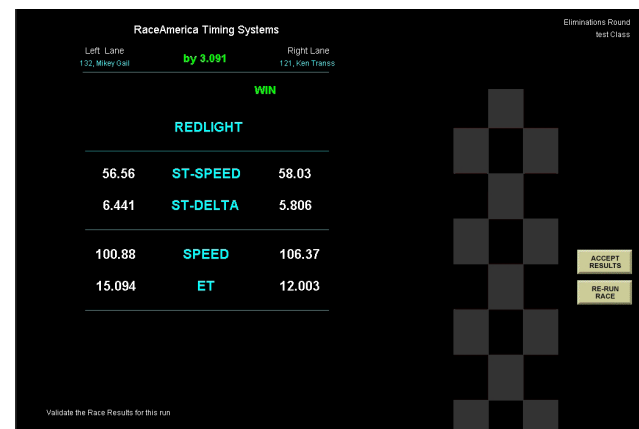 RaceAmerica Timing Systems
Eliminations Round
test Class
Left Lane by 3.091 Right Lane
132, Mikey Gail 121, Ken Transs
WIN
REDLIGHT
56.56 ST-SPEED 58.03
6.441 ST-DELTA 5.806
100.88 SPEED 106.37
15.094 ET 12.003
ACCEPT
RESULTS
RE-RUN
RACE
Validate the Race Results for this run